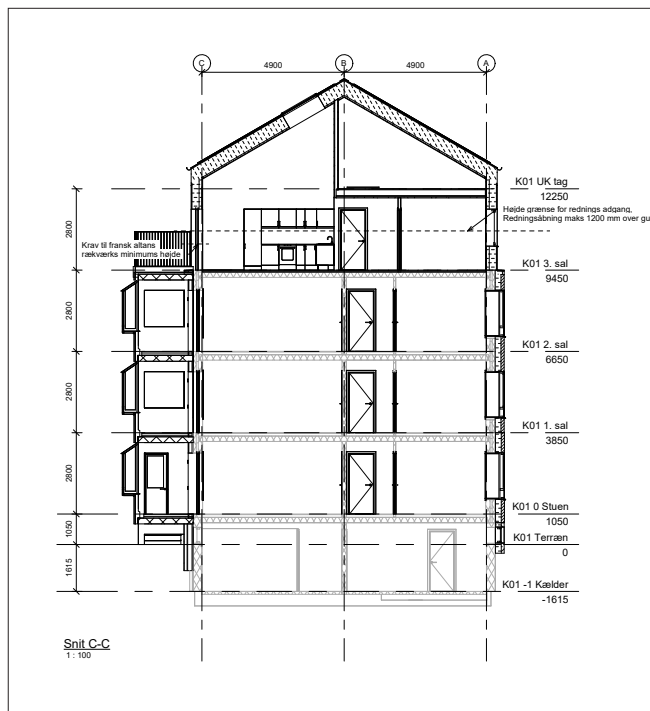 C B A
4900 4900
K01 UK tag
12250
Højde grænse for rednings adgang,
Redningsåbning maks 1200 mm over gu
2800
Krav til fransk altans
rækværks minimums højde
K01 3. sal
9450
2800
K01 2. sal
6650
2800
K01 1. sal
3850
2800
K01 0 Stuen
1050
1050
K01 Terræn
0
1615
K01 -1 Kælder
-1615
Snit C-C
1 : 100